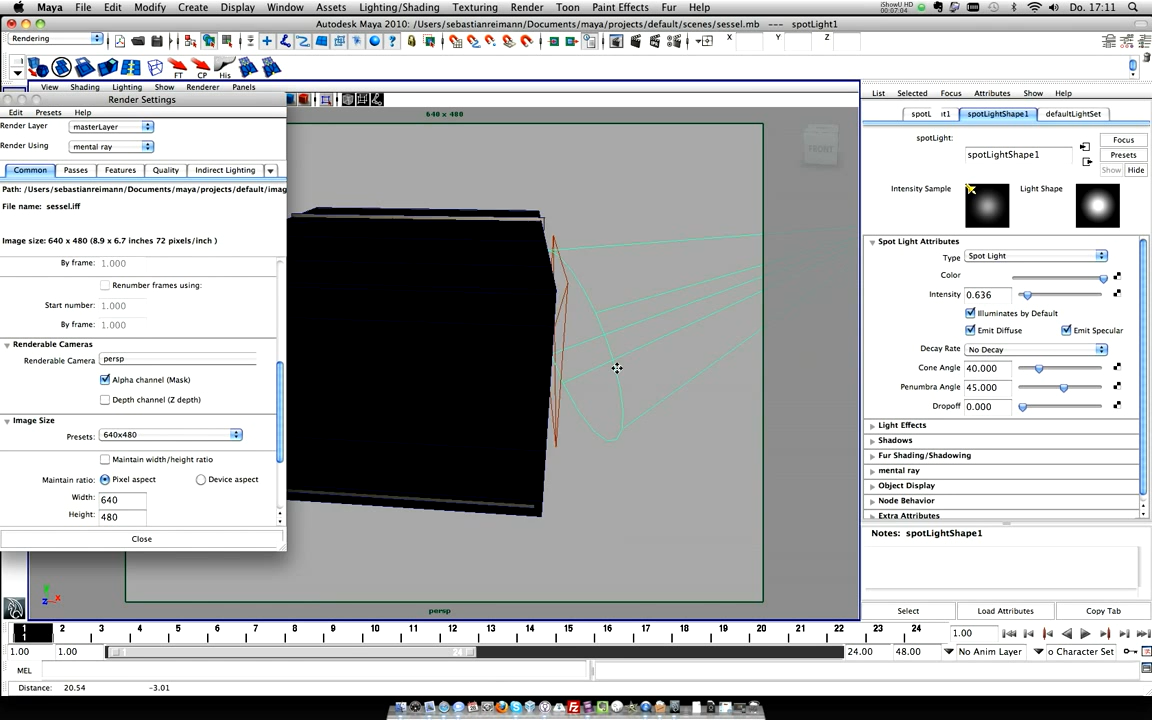 Maya File Edit Modify Create Display Window Assets Lighting/Shading Texturing Render Toon Paint Effects Fur Help
iShowU HD
00:07:04
Do. 17:11
Autodesk Maya 2010: /Users/sebastianreimann/Documents/maya/projects/default/scenes/sessel.mb --- spotLight1
Rendering
X Y Z
FT CP His
View Shading Lighting Show Renderer Panels
Render Settings
Edit Presets Help
Render Layer masterLayer
Render Using mental ray
Common Passes Features Quality Indirect Lighting
Path: /Users/sebastianreimann/Documents/maya/projects/default/imag
File name: sessel.iff
Image size: 640 x 480 (8.9 x 6.7 inches 72 pixels/inch )
By frame: 1.000
Renumber frames using:
Start number: 1.000
By frame: 1.000
Renderable Cameras
Renderable Camera persp
Alpha channel (Mask)
Depth channel (Z depth)
Image Size
Presets: 640x480
Maintain width/height ratio
Maintain ratio: Pixel aspect Device aspect
Width: 640
Height: 480
Close
640 x 480
FRONT
persp
y
z x
List Selected Focus Attributes Show Help
spotL it1 spotLightShape1 defaultLightSet
spotLight: spotLightShape1
Focus
Presets
Show Hide
Intensity Sample Light Shape
Spot Light Attributes
Type Spot Light
Color
Intensity 0.636
Illuminates by Default
Emit Diffuse Emit Specular
Decay Rate No Decay
Cone Angle 40.000
Penumbra Angle 45.000
Dropoff 0.000
Light Effects
Shadows
Fur Shading/Shadowing
mental ray
Object Display
Node Behavior
Extra Attributes
Notes: spotLightShape1
Select Load Attributes Copy Tab
1 2 3 4 5 6 7 8 9 10 11 12 13 14 15 16 17 18 19 20 21 22 23 24
1
1.00
1.00 1.00 24 24.00 48.00 No Anim Layer o Character Set
MEL
Distance: 20.54 -3.01